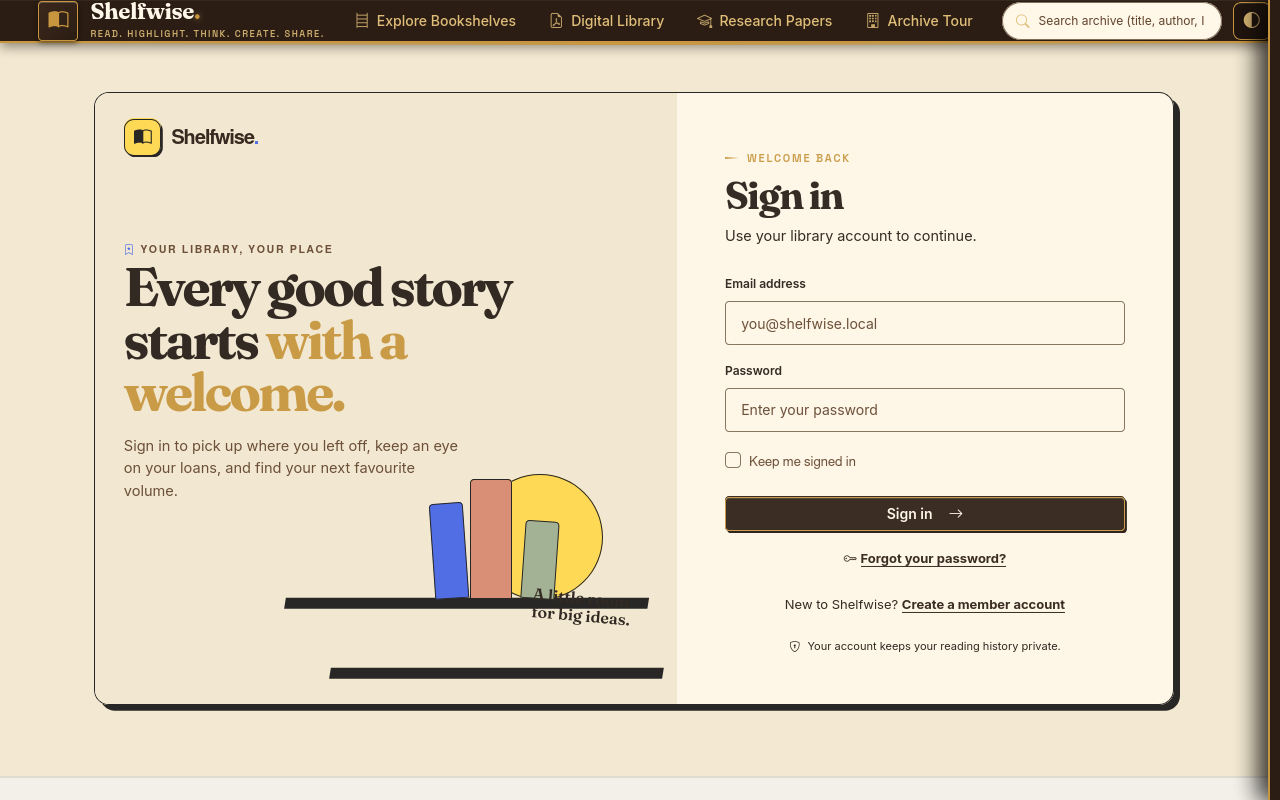 Shelfwise.
READ. HIGHLIGHT. THINK. CREATE. SHARE.
Explore Bookshelves
Digital Library
Research Papers
Archive Tour
Search archive (title, author, I
Shelfwise.
YOUR LIBRARY, YOUR PLACE
Every good story
starts with a
welcome.
Sign in to pick up where you left off, keep an eye
on your loans, and find your next favourite
volume.
A little
for big ideas.
WELCOME BACK
Sign in
Use your library account to continue.
Email address
you@shelfwise.local
Password
Enter your password
Keep me signed in
Sign in
Forgot your password?
New to Shelfwise? Create a member account
Your account keeps your reading history private.